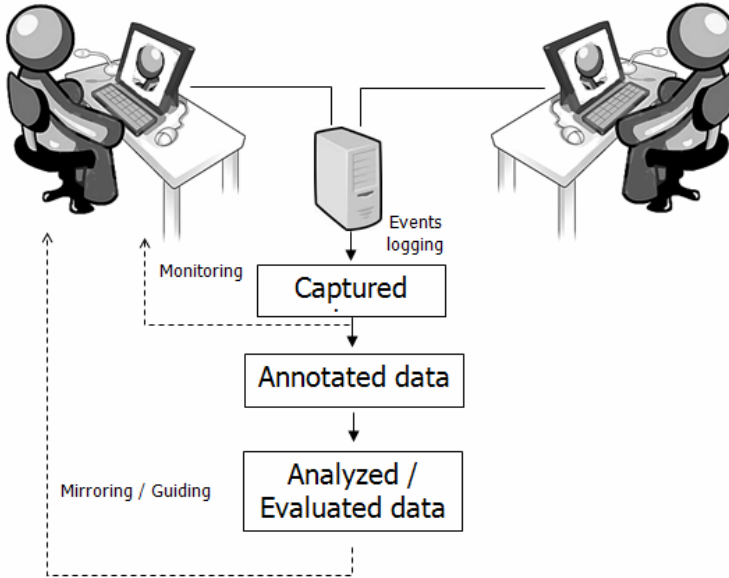 Events
logging
Monitoring
Captured
Annotated data
Analyzed /
Evaluated data
Mirroring / Guiding